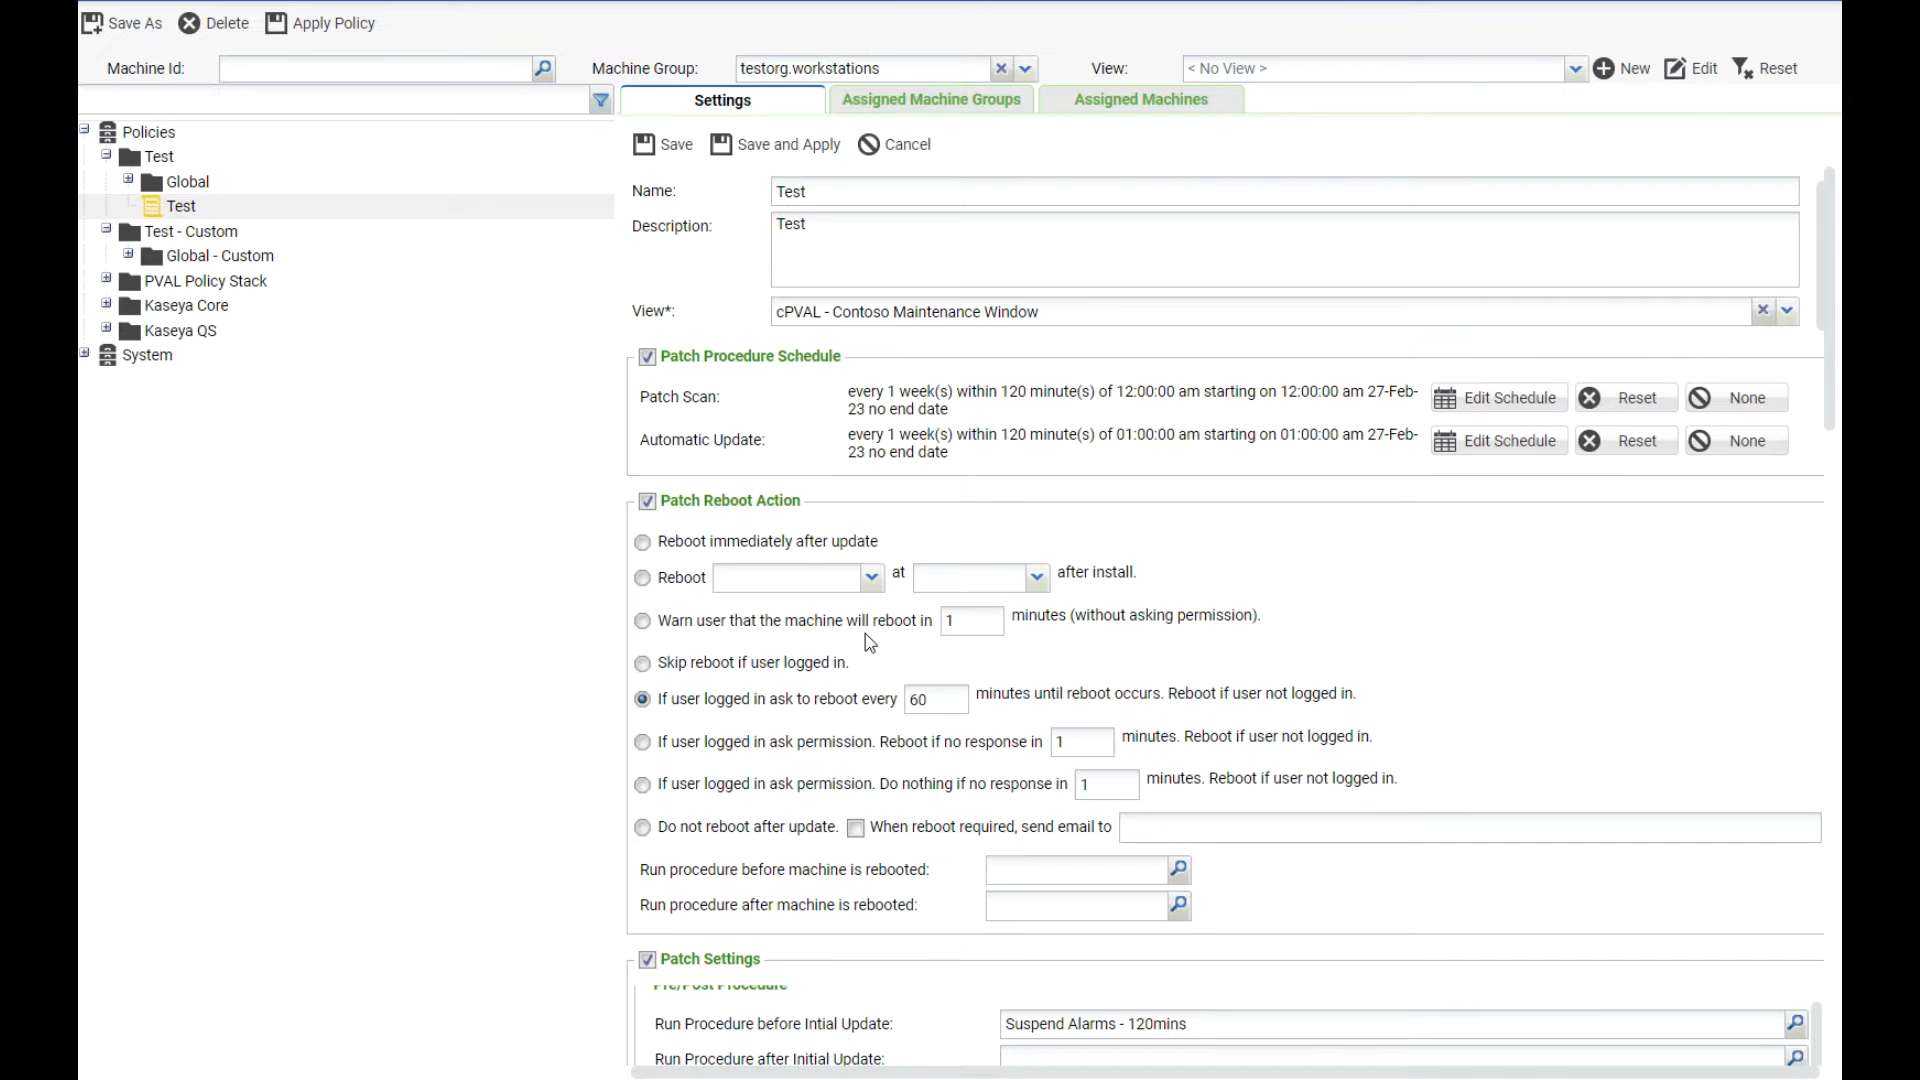 Save As Delete Apply Policy
Machine Id: Machine Group: testorg.workstations View: < No View > New Edit Reset
Settings Assigned Machine Groups Assigned Machines
Policies
Test
Global
Test
Test - Custom
Global - Custom
PVAL Policy Stack
Kaseya Core
Kaseya QS
System
Save Save and Apply Cancel
Name: Test
Description: Test
View*: cPVAL - Contoso Maintenance Window
Patch Procedure Schedule
Patch Scan: every 1 week(s) within 120 minute(s) of 12:00:00 am starting on 12:00:00 am 27-Feb-
23 no end date
Edit Schedule Reset None
Automatic Update: every 1 week(s) within 120 minute(s) of 01:00:00 am starting on 01:00:00 am 27-Feb-
23 no end date
Edit Schedule Reset None
Patch Reboot Action
Reboot immediately after update
Reboot at after install.
Warn user that the machine will reboot in 1 minutes (without asking permission).
Skip reboot if user logged in.
If user logged in ask to reboot every 60 minutes until reboot occurs. Reboot if user not logged in.
If user logged in ask permission. Reboot if no response in 1 minutes. Reboot if user not logged in.
If user logged in ask permission. Do nothing if no response in 1 minutes. Reboot if user not logged in.
Do not reboot after update. When reboot required, send email to
Run procedure before machine is rebooted:
Run procedure after machine is rebooted:
Patch Settings
Pre/Post Procedure
Run Procedure before Intial Update: Suspend Alarms - 120mins
Run Procedure after Initial Update: